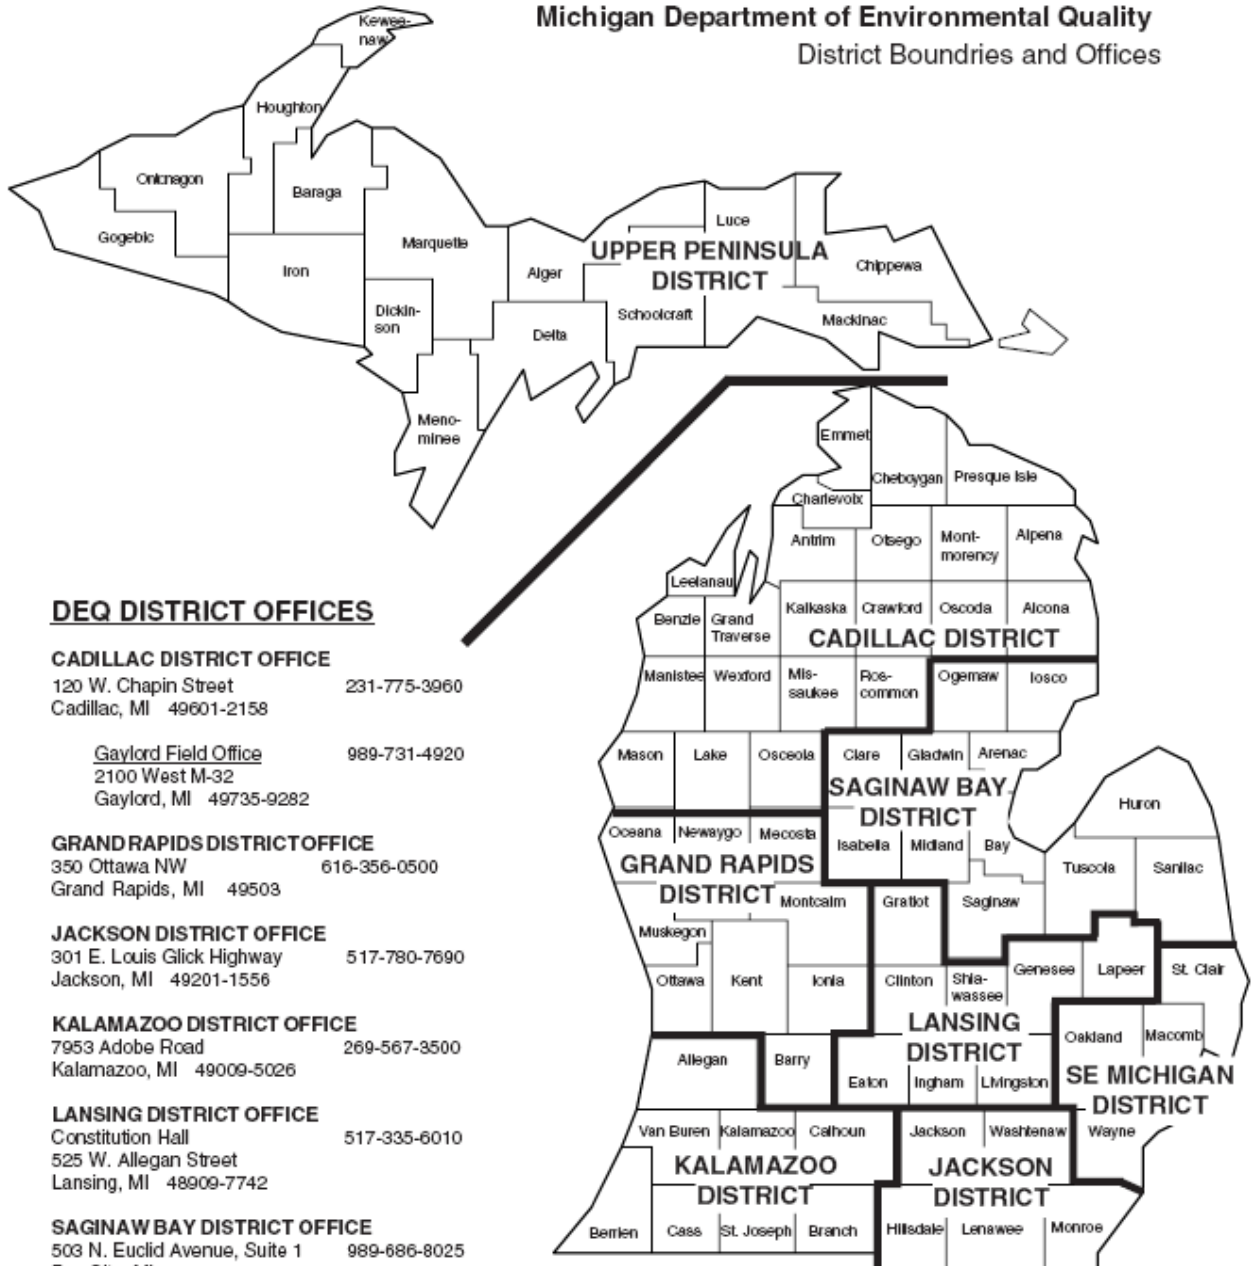 Michigan Department of Environmental Quality
District Boundries and Offices
Kewee-
naw
Houghton
Ontonagon
Baraga
Gogebic
Iron
Marquette
Dickin-
son
Alger
Luce
UPPER PENINSULA
DISTRICT
Chippewa
Schoolcraft
Mackinac
Delta
Meno-
minee
Emmet
Cheboygan
Presque Isle
Charlevoix
Antrim
Otsego
Mont-
morency
Alpena
Leelanau
Benzie
Grand
Traverse
Kalkaska
Crawford
Oscoda
Alcona
CADILLAC DISTRICT
Manistee
Wexford
Mis-
saukee
Ros-
common
Ogemaw
Iosco
Mason
Lake
Osceola
Clare
Gladwin
Arenac
SAGINAW BAY
DISTRICT
Huron
Oceana
Newaygo
Mecosta
Isabella
Midland
Bay
GRAND RAPIDS
DISTRICT
Tuscola
Sanilac
Montcalm
Gratiot
Saginaw
Muskegon
Ottawa
Kent
Ionia
Clinton
Shia-
wassee
Genesee
Lapeer
St. Clair
LANSING
DISTRICT
Oakland
Macomb
Allegan
Barry
Eaton
Ingham
Livingston
SE MICHIGAN
DISTRICT
Van Buren
Kalamazoo
Calhoun
Jackson
Washtenaw
Wayne
KALAMAZOO
DISTRICT
JACKSON
DISTRICT
Berrien
Cass
St. Joseph
Branch
Hillsdale
Lenawee
Monroe
DEQ DISTRICT OFFICES
CADILLAC DISTRICT OFFICE
120 W. Chapin Street 231-775-3960
Cadillac, MI 49601-2158
Gaylord Field Office 989-731-4920
2100 West M-32
Gaylord, MI 49735-9282
GRAND RAPIDS DISTRICT OFFICE
350 Ottawa NW 616-356-0500
Grand Rapids, MI 49503
JACKSON DISTRICT OFFICE
301 E. Louis Glick Highway 517-780-7690
Jackson, MI 49201-1556
KALAMAZOO DISTRICT OFFICE
7953 Adobe Road 269-567-3500
Kalamazoo, MI 49009-5026
LANSING DISTRICT OFFICE
Constitution Hall 517-335-6010
525 W. Allegan Street
Lansing, MI 48909-7742
SAGINAW BAY DISTRICT OFFICE
503 N. Euclid Avenue, Suite 1 989-686-8025